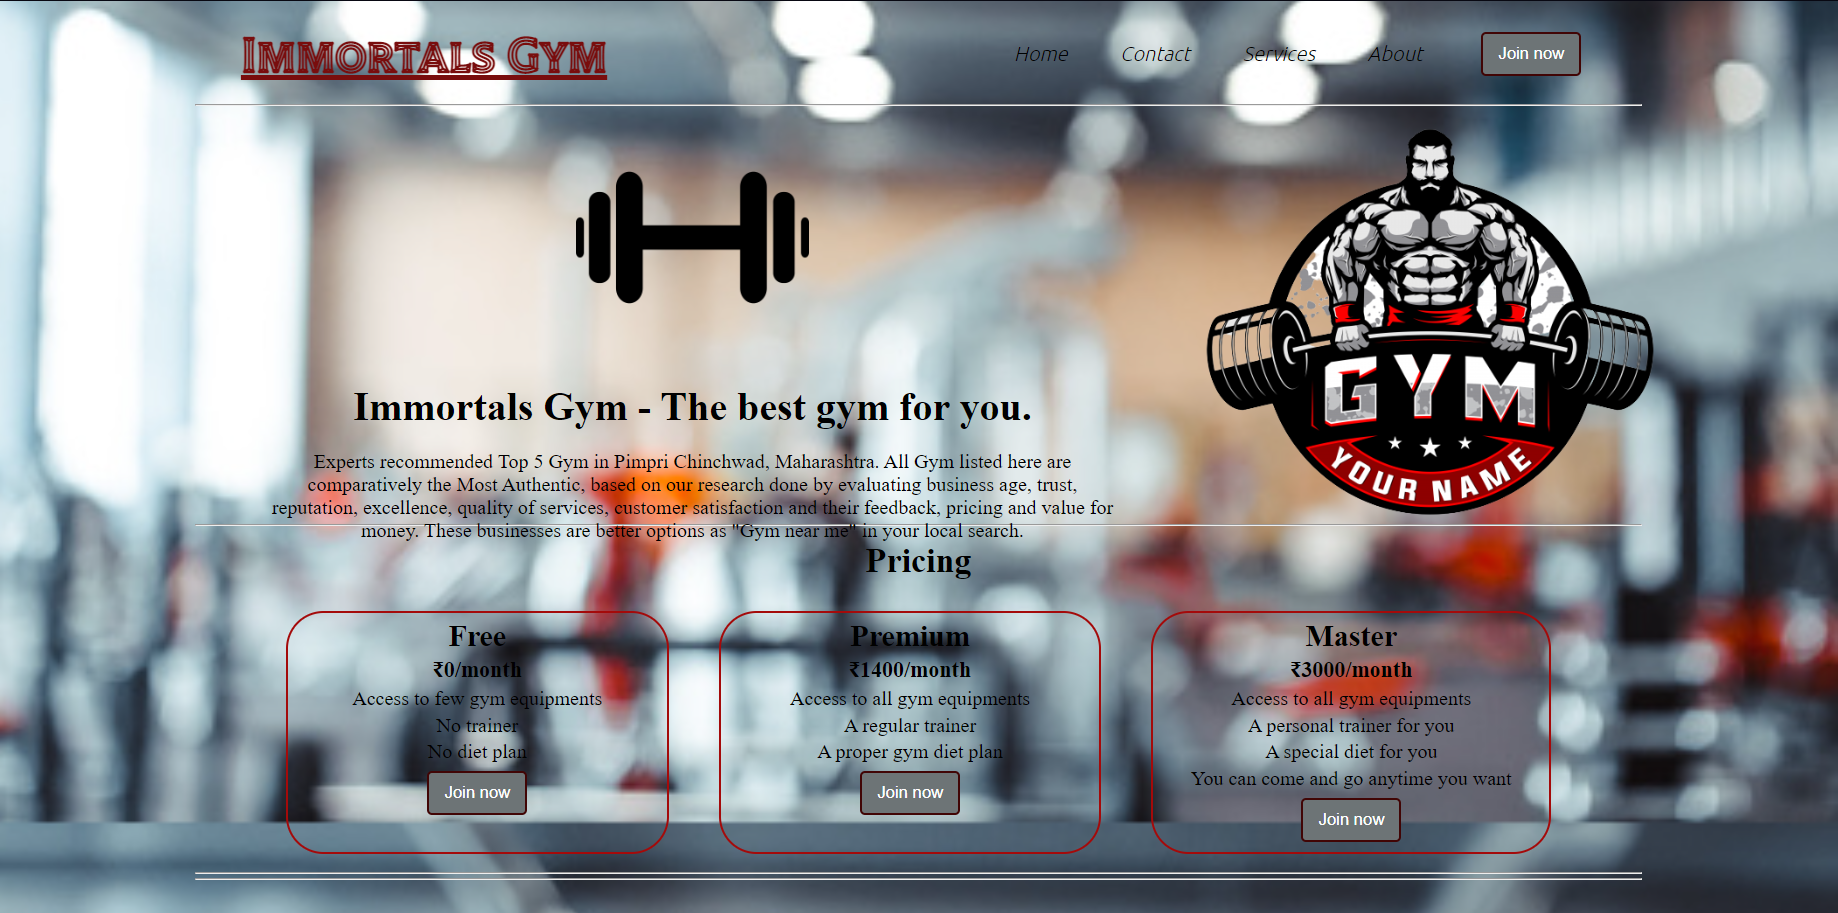 Immortals Gym
Home Contact Services About Join now
GYM
YOUR NAME
Immortals Gym - The best gym for you.
Experts recommended Top 5 Gym in Pimpri Chinchwad, Maharashtra. All Gym listed here are
comparatively the Most Authentic, based on our research done by evaluating business age, trust,
reputation, excellence, quality of services, customer satisfaction and their feedback, pricing and value for
money. These businesses are better options as "Gym near me" in your local search.
Pricing
Free
₹0/month
Access to few gym equipments
No trainer
No diet plan
Join now
Premium
₹1400/month
Access to all gym equipments
A regular trainer
A proper gym diet plan
Join now
Master
₹3000/month
Access to all gym equipments
A personal trainer for you
A special diet for you
You can come and go anytime you want
Join now